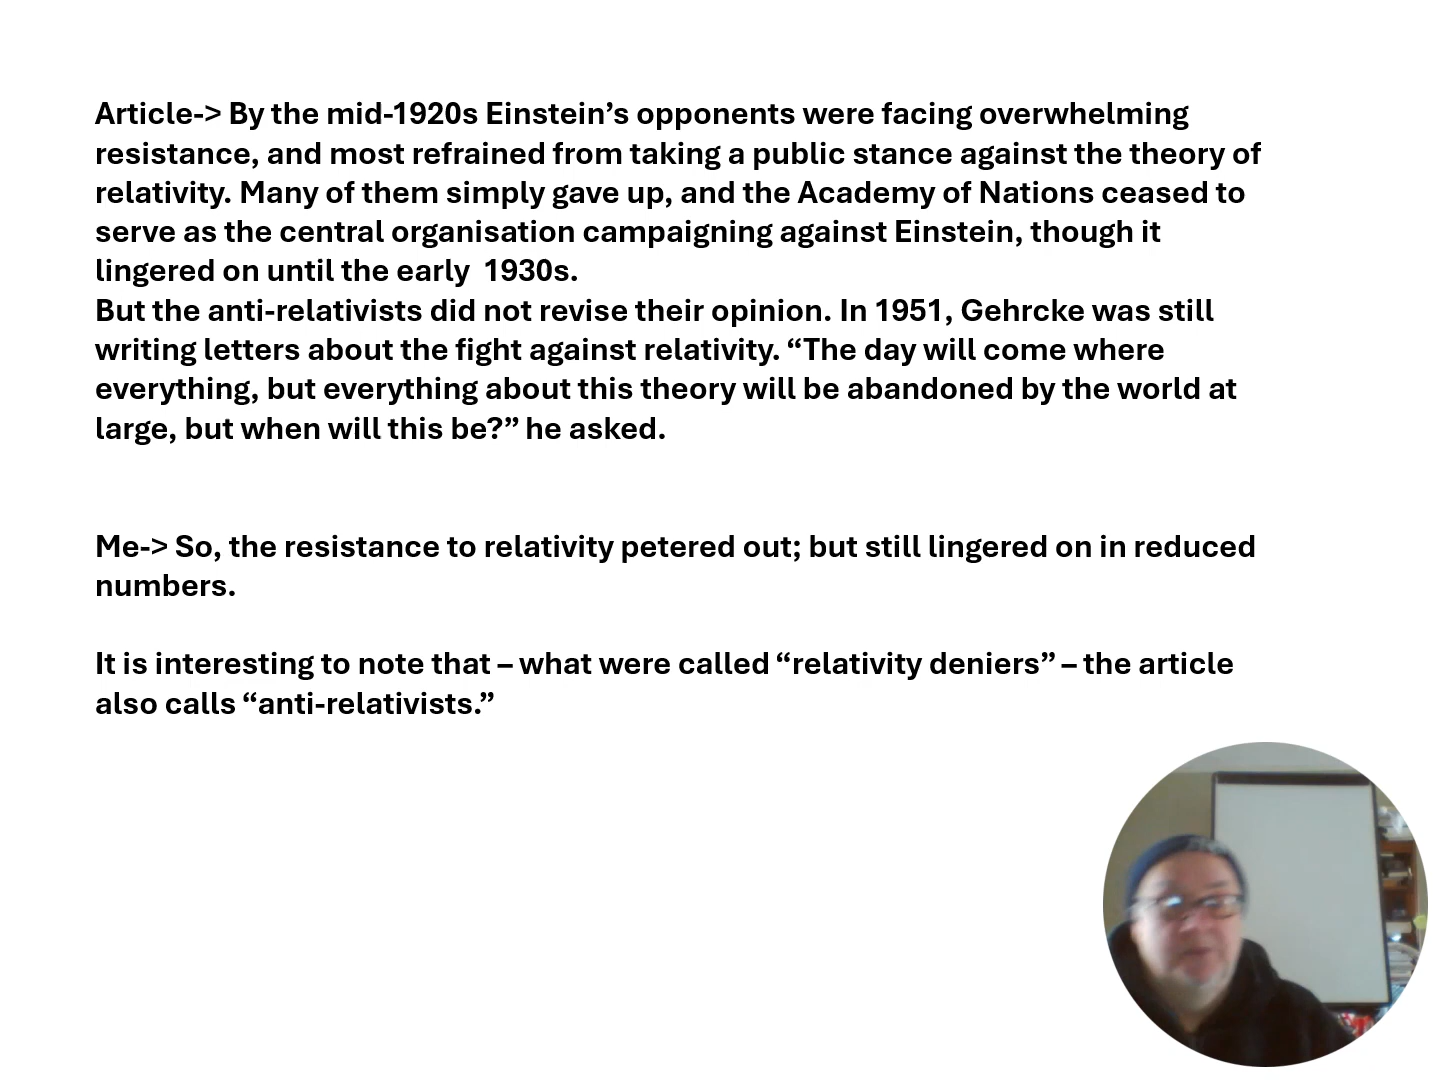 Article-> By the mid-1920s Einstein’s opponents were facing overwhelming
resistance, and most refrained from taking a public stance against the theory of
relativity. Many of them simply gave up, and the Academy of Nations ceased to
serve as the central organisation campaigning against Einstein, though it
lingered on until the early  1930s.
But the anti-relativists did not revise their opinion. In 1951, Gehrcke was still
writing letters about the fight against relativity. “The day will come where
everything, but everything about this theory will be abandoned by the world at
large, but when will this be?” he asked.
Me-> So, the resistance to relativity petered out; but still lingered on in reduced
numbers.
It is interesting to note that – what were called “relativity deniers” – the article
also calls “anti-relativists.”